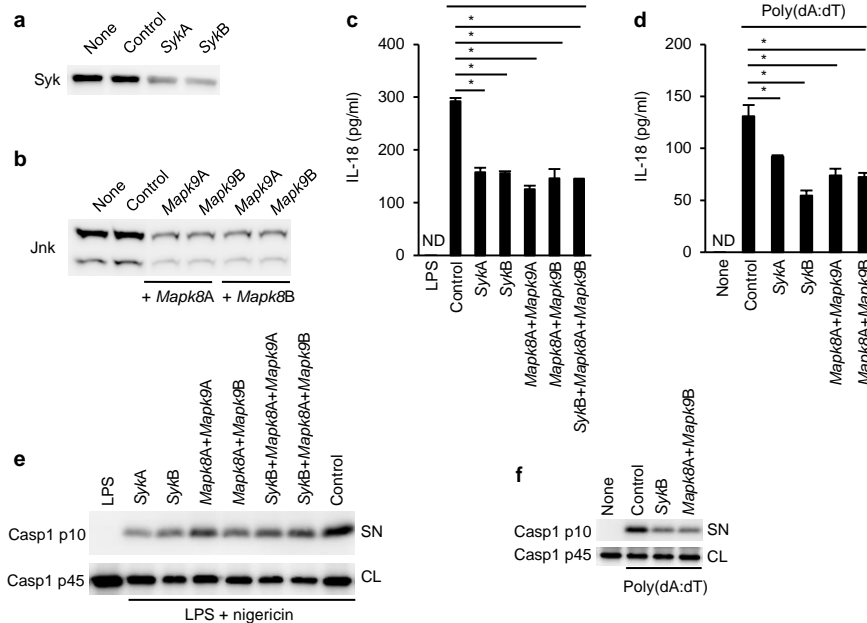 a
None
Control
SykA
SykB
Syk
b
None
Control
Mapk9A
Mapk9B
Mapk9A
Mapk9B
Jnk
+ Mapk8A
+ Mapk8B
c
IL-18 (pg/ml)
400
300
200
100
0
*
*
*
*
*
ND
LPS
Control
SykA
SykB
Mapk8A+Mapk9A
Mapk8A+Mapk9B
SykB+Mapk8A+Mapk9B
d
Poly(dA:dT)
IL-18 (pg/ml)
200
150
100
50
0
*
*
*
*
ND
None
Control
SykA
SykB
Mapk8A+Mapk9A
Mapk8A+Mapk9B
e
LPS
SykA
SykB
Mapk8A+Mapk9A
Mapk8A+Mapk9B
SykB+Mapk8A+Mapk9A
SykB+Mapk8A+Mapk9B
Control
Casp1 p10
SN
Casp1 p45
CL
LPS + nigericin
f
None
Control
SykB
Mapk8A+Mapk9B
Casp1 p10
SN
Casp1 p45
CL
Poly(dA:dT)